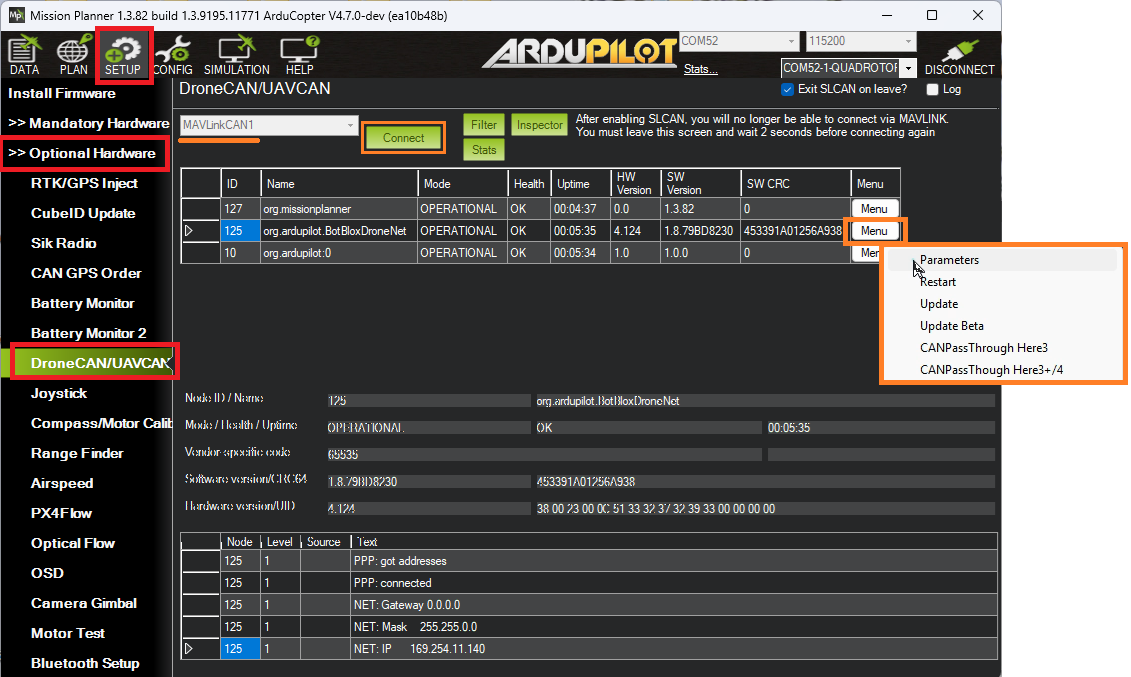 Mp Mission Planner 1.3.82 build 1.3.9195.11771 ArduCopter V4.7.0-dev (ea10b48b)
DATA PLAN SETUP CONFIG SIMULATION HELP ARDUPILOT COM52 115200 DISCONNECT
Stats... COM52-1-QUADROTOR
Install Firmware
>> Mandatory Hardware
>> Optional Hardware
RTK/GPS Inject
CubeID Update
Sik Radio
CAN GPS Order
Battery Monitor
Battery Monitor 2
DroneCAN/UAVCAN
Joystick
Compass/Motor Calib
Range Finder
Airspeed
PX4Flow
Optical Flow
OSD
Camera Gimbal
Motor Test
Bluetooth Setup
DroneCAN/UAVCAN Exit SLCAN on leave? Log
MAVLinkCAN1 Connect Filter Inspector Stats
After enabling SLCAN, you will no longer be able to connect via MAVLINK.
You must leave this screen and wait 2 seconds before connecting again
ID Name Mode Health Uptime HW Version SW Version SW CRC Menu
127 org.missionplanner OPERATIONAL OK 00:04:37 0.0 1.3.82 0 Menu
125 org.ardupilot.BotBloxDroneNet OPERATIONAL OK 00:05:35 4.124 1.8.79BD8230 453391A01256A938 Menu
10 org.ardupilot:0 OPERATIONAL OK 00:05:34 1.0 1.0.0 0 Men
Parameters
Restart
Update
Update Beta
CANPassThrough Here3
CANPassThough Here3+/4
Node ID / Name 125 org.ardupilot.BotBloxDroneNet
Mode / Health / Uptime OPERATIONAL OK 00:05:35
Vendor-specific code 65535
Software version/CRC64 1.8.79BD8230 453391A01256A938
Hardware version/UID 4.124 38 00 23 00 0C 51 33 32 37 32 39 33 00 00 00 00
Node Level Source Text
125 1 PPP: got addresses
125 1 PPP: connected
125 1 NET: Gateway 0.0.0.0
125 1 NET: Mask 255.255.0.0
125 1 NET: IP 169.254.11.140